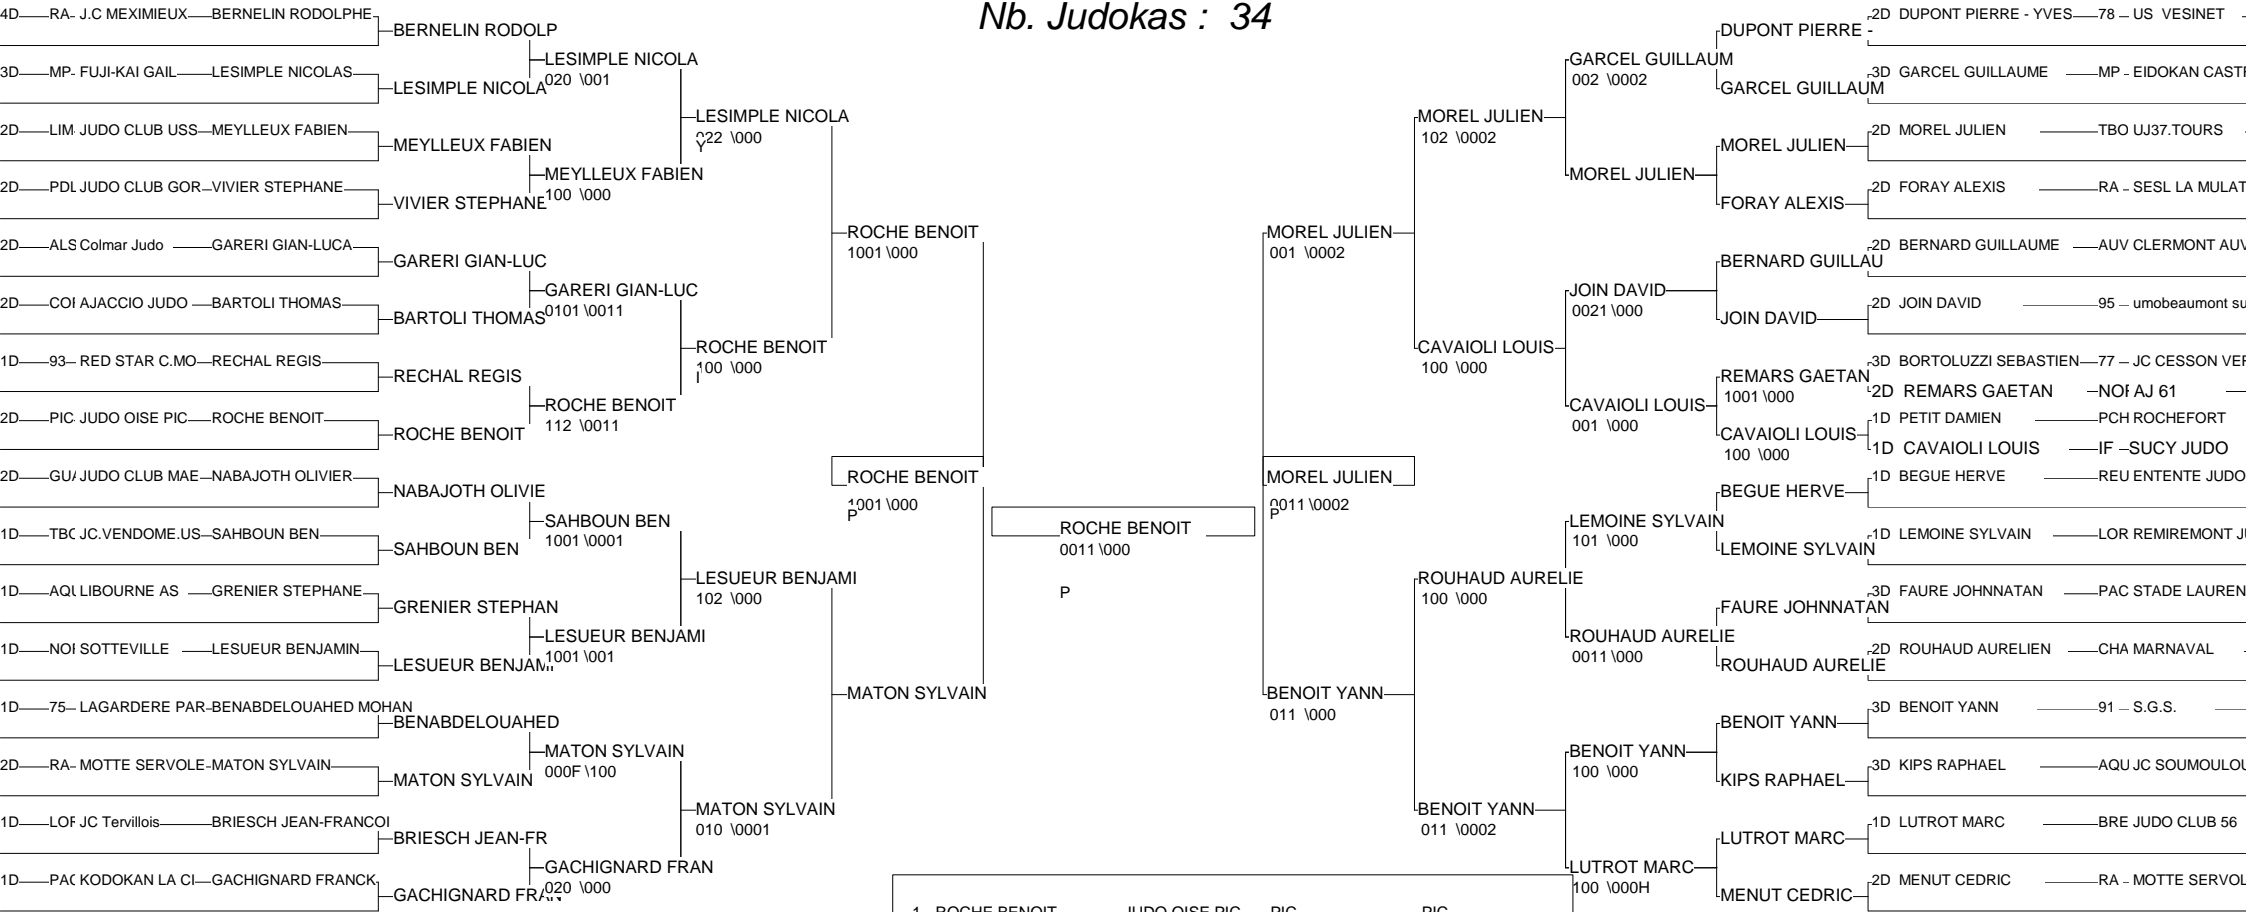 Nb. Judokas : 34
4D RA J.C MEXIMIEUX BERNELIN RODOLPHE
3D MP FUJI-KAI GAIL LESIMPLE NICOLAS
2D LIM JUDO CLUB USS MEYLLEUX FABIEN
2D PDL JUDO CLUB GOR VIVIER STEPHANE
2D ALS Colmar Judo GARERI GIAN-LUCA
2D AJACCIO JUDO BARTOLI THOMAS
1D 93 RED STAR C.MO RECHAL REGIS
2D PIC JUDO OISE PIC ROCHE BENOIT
2D JUDO CLUB MAE NABAJOTH OLIVIER
1D JC.VENDOME.US SAHBOUN BEN
1D LIBOURNE AS GRENIER STEPHANE
1D SOTTEVILLE LESUEUR BENJAMIN
1D 75 LAGARDERE PAR BENABDELOUAHED MOHAN
2D RA MOTTE SERVOLE MATON SYLVAIN
1D JC Tervillois BRIESCH JEAN-FRANCOI
1D KODOKAN LA CI GACHIGNARD FRANCK
BERNELIN RODOLP
LESIMPLE NICOLA
MEYLLEUX FABIEN
VIVIER STEPHANE
GARERI GIAN-LUC
BARTOLI THOMAS
RECHAL REGIS
ROCHE BENOIT
NABAJOTH OLIVIE
SAHBOUN BEN
GRENIER STEPHAN
LESUEUR BENJAMI
BENABDELOUAHED
MATON SYLVAIN
BRIESCH JEAN-FR
GACHIGNARD FRAN
LESIMPLE NICOLA
020 \001
MEYLLEUX FABIEN
100 \000
GARERI GIAN-LUC
0101 \0011
ROCHE BENOIT
112 \0011
SAHBOUN BEN
1001 \0001
LESUEUR BENJAMI
1001 \001
MATON SYLVAIN
000F \100
GACHIGNARD FRAN
020 \000
LESIMPLE NICOLA
022 \000
Y
ROCHE BENOIT
100 \000
I
LESUEUR BENJAMI
102 \000
MATON SYLVAIN
010 \0001
ROCHE BENOIT
1001 \000
MATON SYLVAIN
ROCHE BENOIT
1001 \000
P
ROCHE BENOIT
0011 \000
P
MOREL JULIEN
0011 \0002
P
MOREL JULIEN
001 \0002
BENOIT YANN
011 \000
MOREL JULIEN
102 \0002
CAVAIOLI LOUIS
100 \000
ROUHAUD AURELIE
100 \000
BENOIT YANN
011 \0002
GARCEL GUILLAUM
002 \0002
MOREL JULIEN
JOIN DAVID
0021 \000
CAVAIOLI LOUIS
001 \000
LEMOINE SYLVAIN
101 \000
ROUHAUD AURELIE
0011 \000
BENOIT YANN
100 \000
LUTROT MARC
100 \000H
DUPONT PIERRE -
GARCEL GUILLAUM
MOREL JULIEN
FORAY ALEXIS
BERNARD GUILLAU
JOIN DAVID
REMARS GAETAN
1001 \000
CAVAIOLI LOUIS
100 \000
BEGUE HERVE
LEMOINE SYLVAIN
FAURE JOHNNATAN
ROUHAUD AURELIE
BENOIT YANN
KIPS RAPHAEL
LUTROT MARC
MENUT CEDRIC
2D DUPONT PIERRE - YVES 78 US VESINET
3D GARCEL GUILLAUME MP EIDOKAN CAST
2D MOREL JULIEN TBO UJ37.TOURS
2D FORAY ALEXIS RA SESL LA MULAT
2D BERNARD GUILLAUME AUV CLERMONT AUV
2D JOIN DAVID 95 umobeaumont su
3D BORTOLUZZI SEBASTIEN 77 JC CESSON VER
2D REMARS GAETAN AJ 61
1D PETIT DAMIEN PCH ROCHEFORT
1D CAVAIOLI LOUIS IF SUCY JUDO
1D BEGUE HERVE REU ENTENTE JUDO
1D LEMOINE SYLVAIN LOR REMIREMONT J
3D FAURE JOHNNATAN PAC STADE LAUREN
2D ROUHAUD AURELIEN CHA MARNAVAL
3D BENOIT YANN 91 S.G.S.
3D KIPS RAPHAEL AQU JC SOUMOULOU
1D LUTROT MARC BRE JUDO CLUB 56
2D MENUT CEDRIC RA MOTTE SERVOL
1 ROCHE BENOIT JUDO OISE PIC PIC PIC